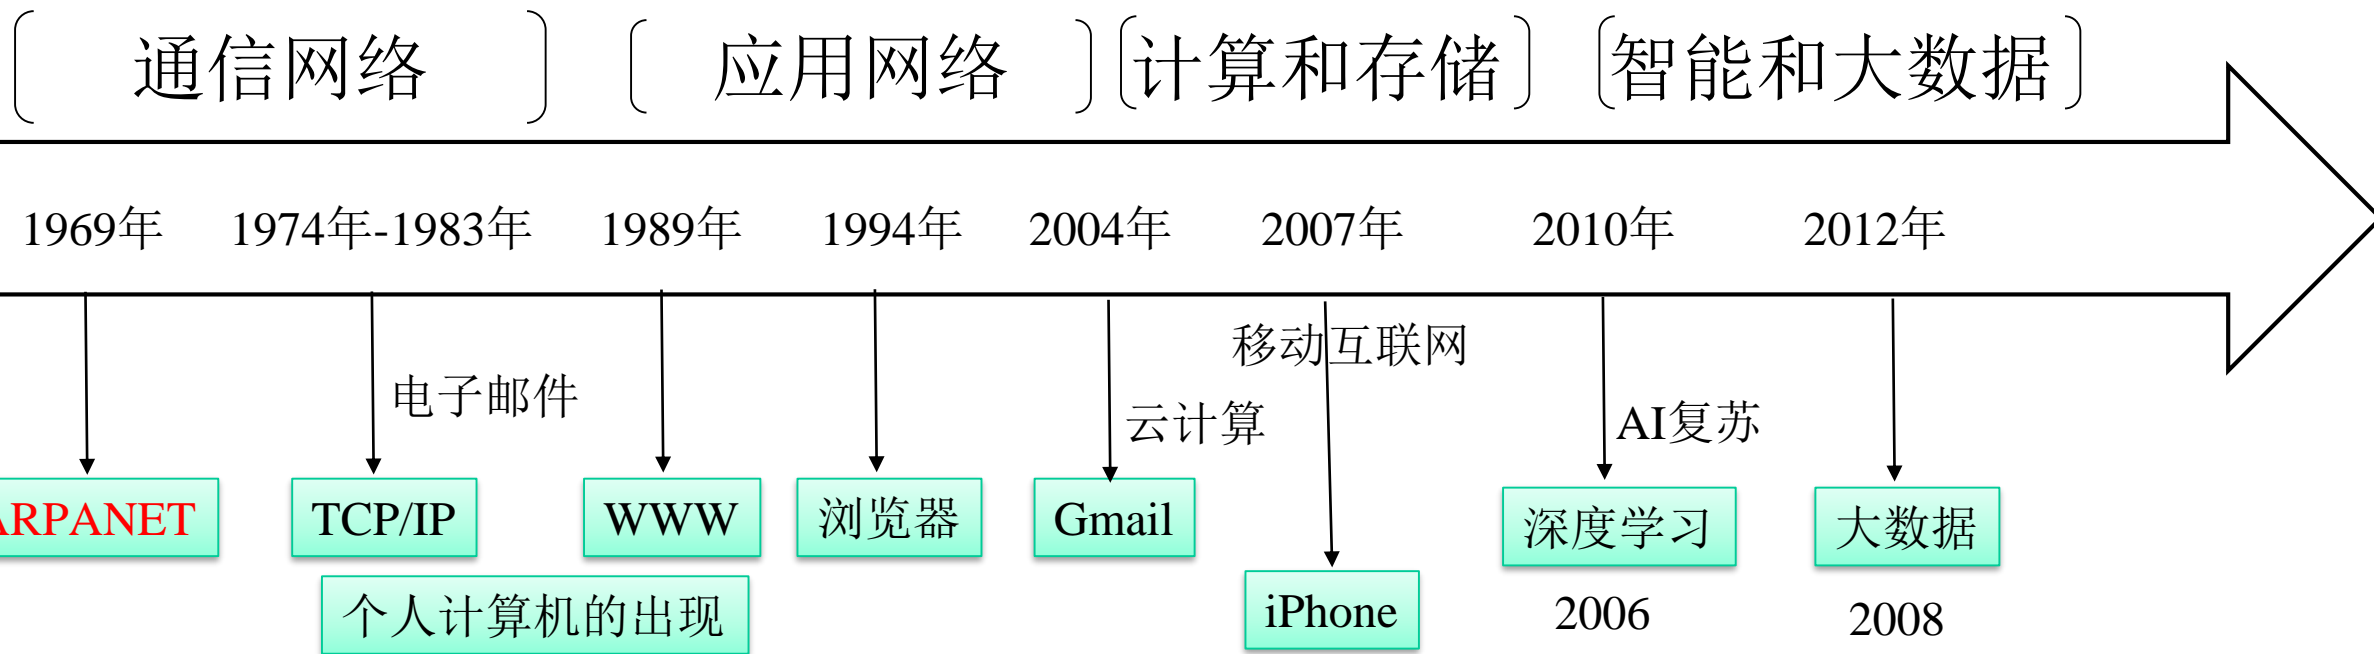 通信网络 应用网络 计算和存储 智能和大数据
1969年 1974年-1983年 1989年 1994年 2004年 2007年 2010年 2012年
移动互联网
电子邮件 云计算 AI复苏
ARPANET TCP/IP WWW 浏览器 Gmail 深度学习 大数据
个人计算机的出现 iPhone 2006 2008